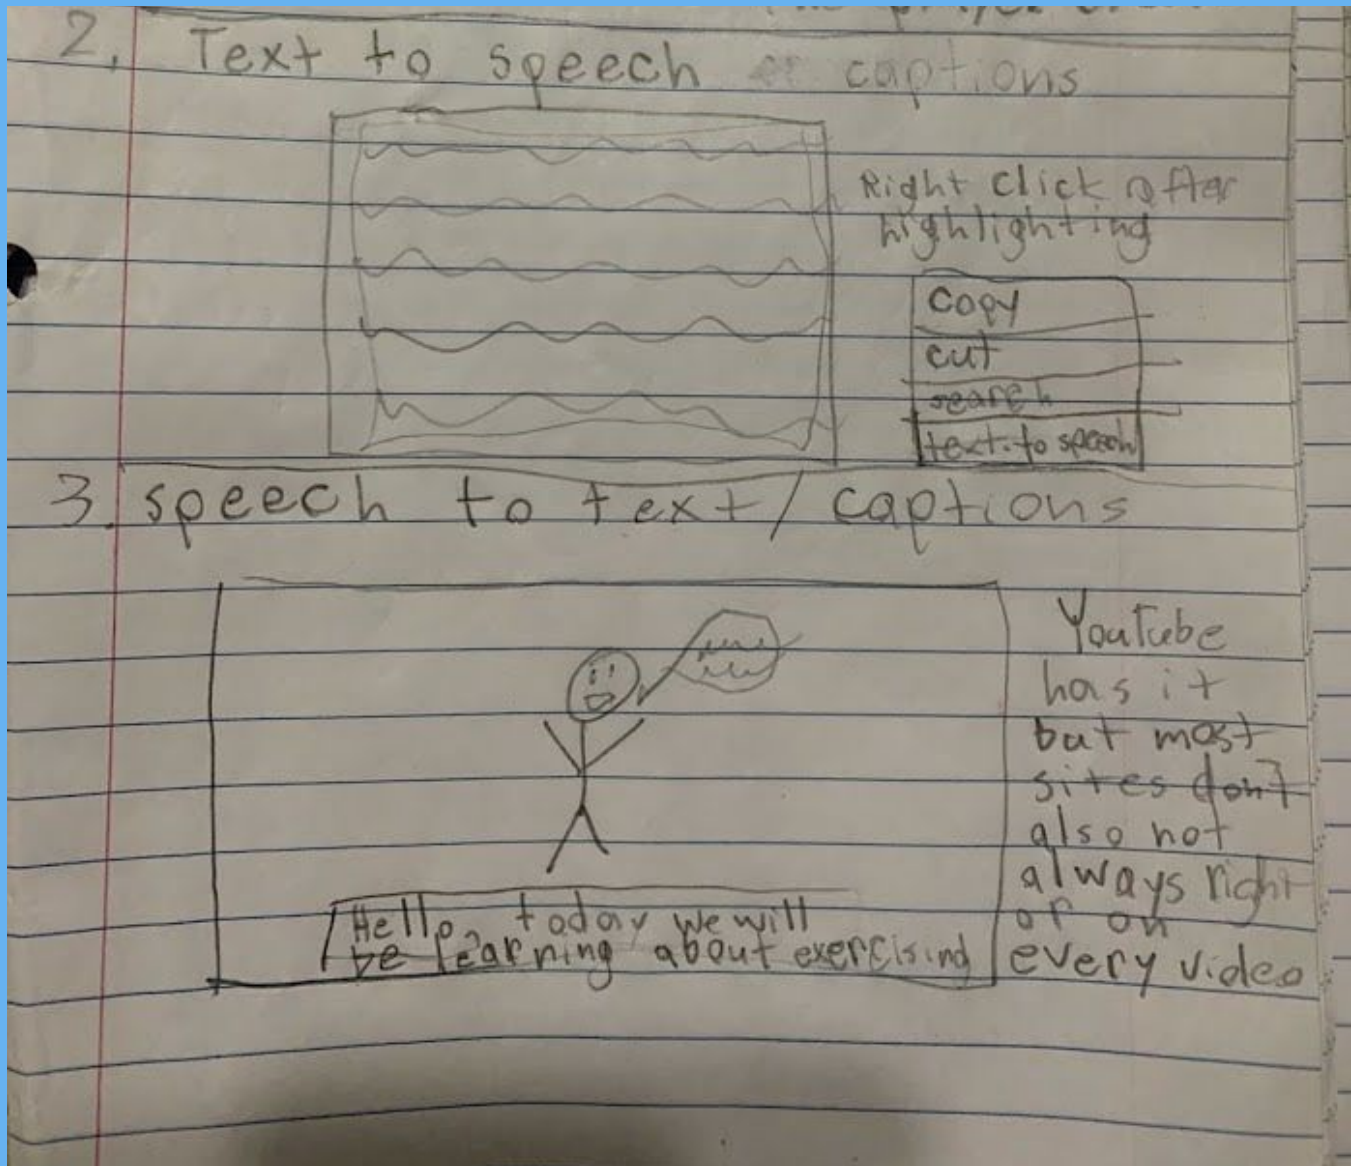 2. Text to speech or captions
Right click after
highlighting
copy
cut
search
text to speech
3. speech to text / captions
YouTube
has it
but most
sites don't
also not
always right
or on
every video
Hello, today we will
be learning about exercising